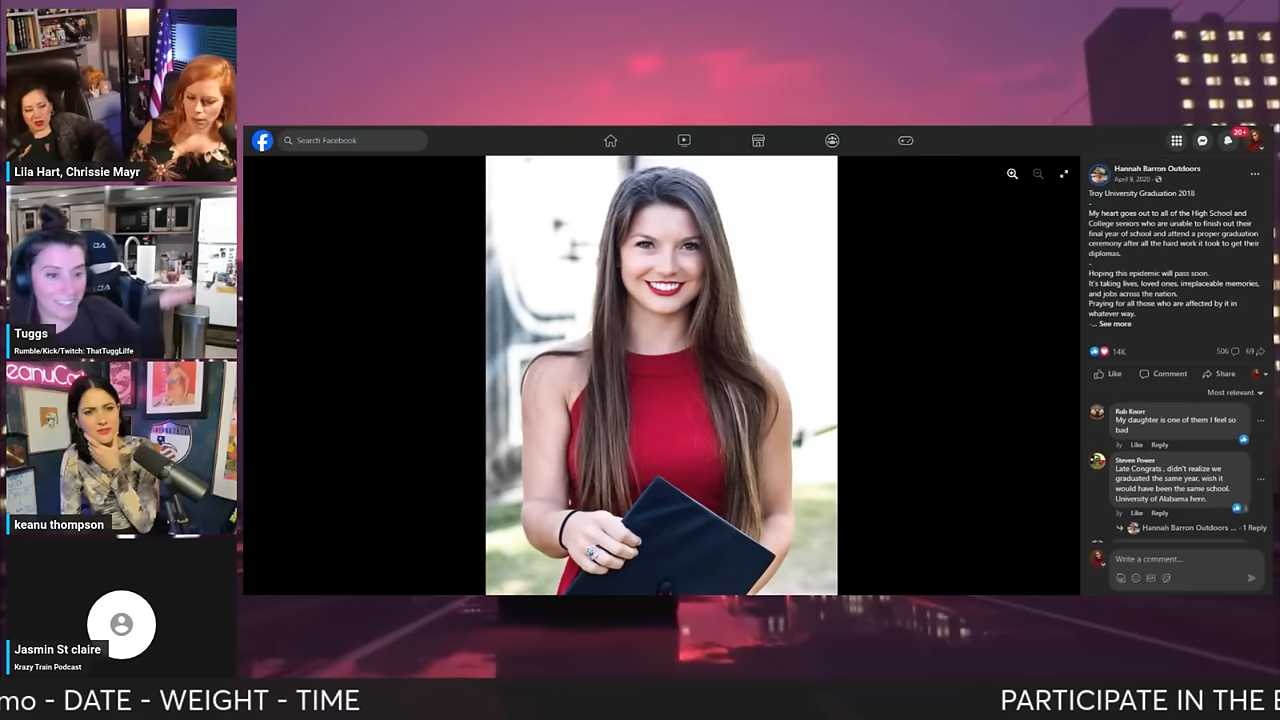 Lila Hart, Chrissie Mayr
Tuggs
Rumble/Kick/Twitch: ThatTuggLilfe
eanuCa
keanu thompson
Jasmin St claire
Krazy Train Podcast
Search Facebook
20+
Hannah Barron Outdoors
April 9, 2020
Troy University Graduation 2018
-
My heart goes out to all of the High School and
College seniors who are unable to finish out their
final year of school and attend a proper graduation
ceremony after all the hard work it took to get their
diplomas.
-
Hoping this epidemic will pass soon.
It's taking lives, loved ones, irreplaceable memories,
and jobs across the nation.
Praying for all those who are affected by it in
whatever way.
-... See more
14K
506
69
Like
Comment
Share
Most relevant
Rob Knorr
My daughter is one of them I feel so
bad
3y Like Reply
Steven Power
Late Congrats , didn't realize we
graduated the same year, wish it
would have been the same school.
University of Alabama here.
3
3y Like Reply
Hannah Barron Outdoors ... · 1 Reply
Write a comment...
mo - DATE - WEIGHT - TIME
PARTICIPATE IN THE E